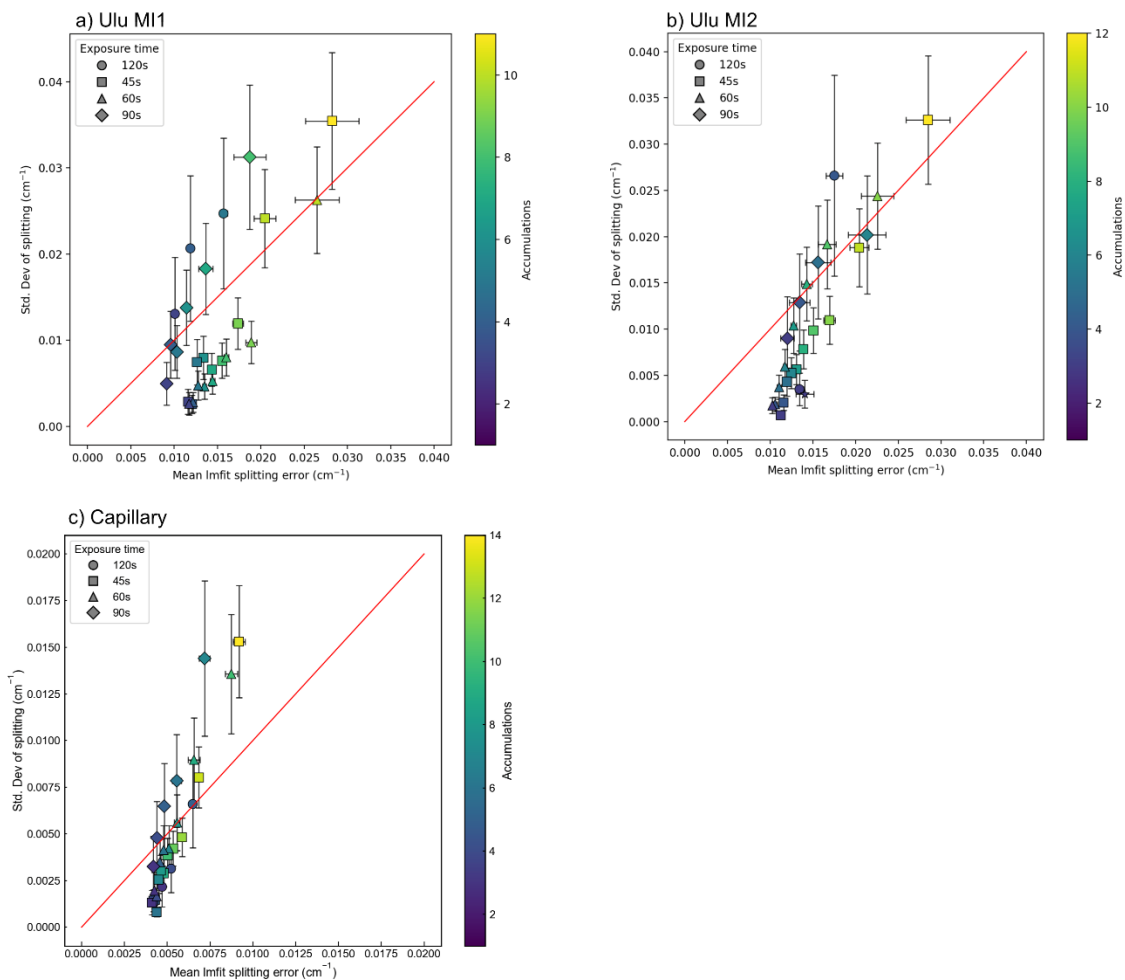 a) Ulu MI1
Exposure time
120s
45s
60s
90s
0.04
0.03
0.02
0.01
0.00
Std. Dev of splitting (cm⁻¹)
0.000 0.005 0.010 0.015 0.020 0.025 0.030 0.035 0.040
Mean lmfit splitting error (cm⁻¹)
10
8
6
4
2
Accumulations
b) Ulu MI2
Exposure time
120s
45s
60s
90s
0.040
0.035
0.030
0.025
0.020
0.015
0.010
0.005
0.000
Std. Dev of splitting (cm⁻¹)
0.000 0.005 0.010 0.015 0.020 0.025 0.030 0.035 0.040
Mean lmfit splitting error (cm⁻¹)
12
10
8
6
4
2
Accumulations
c) Capillary
Exposure time
120s
45s
60s
90s
0.0200
0.0175
0.0150
0.0125
0.0100
0.0075
0.0050
0.0025
0.0000
Std. Dev of splitting (cm⁻¹)
0.0000 0.0025 0.0050 0.0075 0.0100 0.0125 0.0150 0.0175 0.0200
Mean lmfit splitting error (cm⁻¹)
14
12
10
8
6
4
2
Accumulations